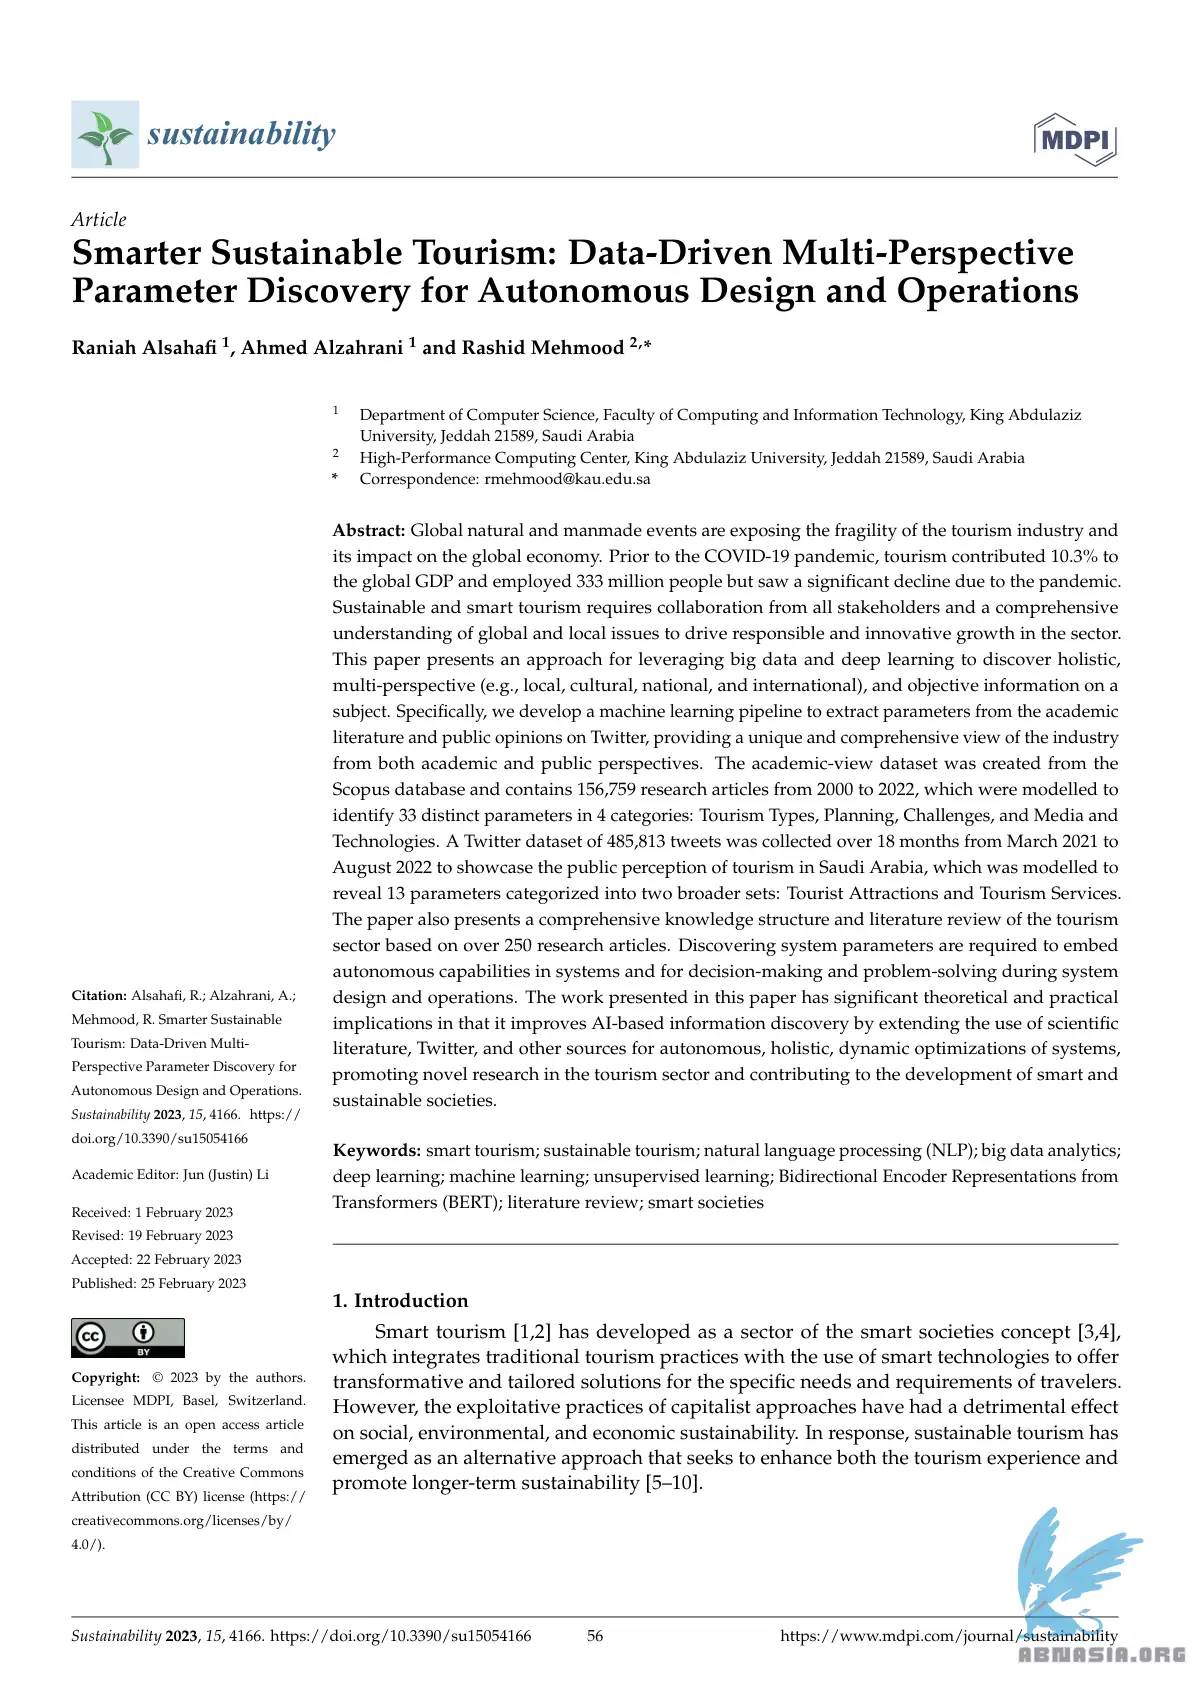 sustainability
MDPI
Article
Smarter Sustainable Tourism: Data-Driven Multi-Perspective
Parameter Discovery for Autonomous Design and Operations
Raniah Alsahafi 1, Ahmed Alzahrani 1 and Rashid Mehmood 2,*
1 Department of Computer Science, Faculty of Computing and Information Technology, King Abdulaziz
University, Jeddah 21589, Saudi Arabia
2 High-Performance Computing Center, King Abdulaziz University, Jeddah 21589, Saudi Arabia
* Correspondence: rmehmood@kau.edu.sa
Abstract: Global natural and manmade events are exposing the fragility of the tourism industry and
its impact on the global economy. Prior to the COVID-19 pandemic, tourism contributed 10.3% to
the global GDP and employed 333 million people but saw a significant decline due to the pandemic.
Sustainable and smart tourism requires collaboration from all stakeholders and a comprehensive
understanding of global and local issues to drive responsible and innovative growth in the sector.
This paper presents an approach for leveraging big data and deep learning to discover holistic,
multi-perspective (e.g., local, cultural, national, and international), and objective information on a
subject. Specifically, we develop a machine learning pipeline to extract parameters from the academic
literature and public opinions on Twitter, providing a unique and comprehensive view of the industry
from both academic and public perspectives. The academic-view dataset was created from the
Scopus database and contains 156,759 research articles from 2000 to 2022, which were modelled to
identify 33 distinct parameters in 4 categories: Tourism Types, Planning, Challenges, and Media and
Technologies. A Twitter dataset of 485,813 tweets was collected over 18 months from March 2021 to
August 2022 to showcase the public perception of tourism in Saudi Arabia, which was modelled to
reveal 13 parameters categorized into two broader sets: Tourist Attractions and Tourism Services.
The paper also presents a comprehensive knowledge structure and literature review of the tourism
sector based on over 250 research articles. Discovering system parameters are required to embed
autonomous capabilities in systems and for decision-making and problem-solving during system
design and operations. The work presented in this paper has significant theoretical and practical
implications in that it improves AI-based information discovery by extending the use of scientific
literature, Twitter, and other sources for autonomous, holistic, dynamic optimizations of systems,
promoting novel research in the tourism sector and contributing to the development of smart and
sustainable societies.
Keywords: smart tourism; sustainable tourism; natural language processing (NLP); big data analytics;
deep learning; machine learning; unsupervised learning; Bidirectional Encoder Representations from
Transformers (BERT); literature review; smart societies
Citation: Alsahafi, R.; Alzahrani, A.;
Mehmood, R. Smarter Sustainable
Tourism: Data-Driven Multi-
Perspective Parameter Discovery for
Autonomous Design and Operations.
Sustainability 2023, 15, 4166. https://
doi.org/10.3390/su15054166
Academic Editor: Jun (Justin) Li
Received: 1 February 2023
Revised: 19 February 2023
Accepted: 22 February 2023
Published: 25 February 2023
cc
BY
Copyright: © 2023 by the authors.
Licensee MDPI, Basel, Switzerland.
This article is an open access article
distributed under the terms and
conditions of the Creative Commons
Attribution (CC BY) license (https://
creativecommons.org/licenses/by/
4.0/).
1. Introduction
Smart tourism [1,2] has developed as a sector of the smart societies concept [3,4],
which integrates traditional tourism practices with the use of smart technologies to offer
transformative and tailored solutions for the specific needs and requirements of travelers.
However, the exploitative practices of capitalist approaches have had a detrimental effect
on social, environmental, and economic sustainability. In response, sustainable tourism has
emerged as an alternative approach that seeks to enhance both the tourism experience and
promote longer-term sustainability [5–10].
Sustainability 2023, 15, 4166. https://doi.org/10.3390/su15054166
56
https://www.mdpi.com/journal/sustainability
ABNASIA.ORG